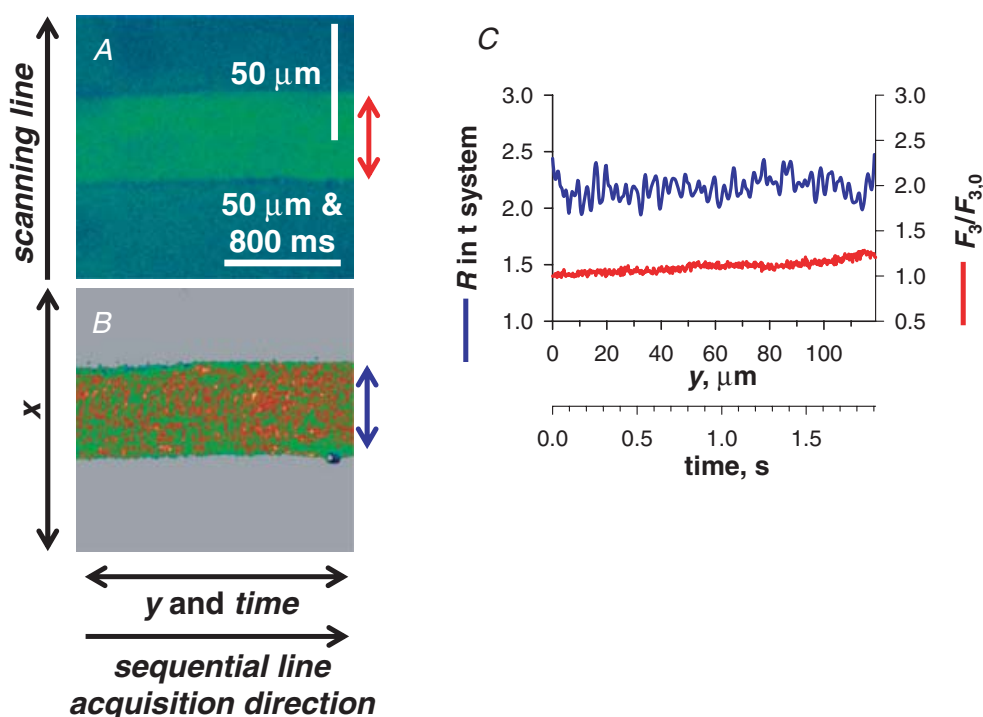 A
50 μm
50 μm &
800 ms
scanning line
B
x
y and time
sequential line
acquisition direction
C
3.0
2.5
2.0
1.5
1.0
R in t system
3.0
2.5
2.0
1.5
1.0
0.5
F3/F3,0
0 20 40 60 80 100
y, μm
0.0 0.5 1.0 1.5
time, s